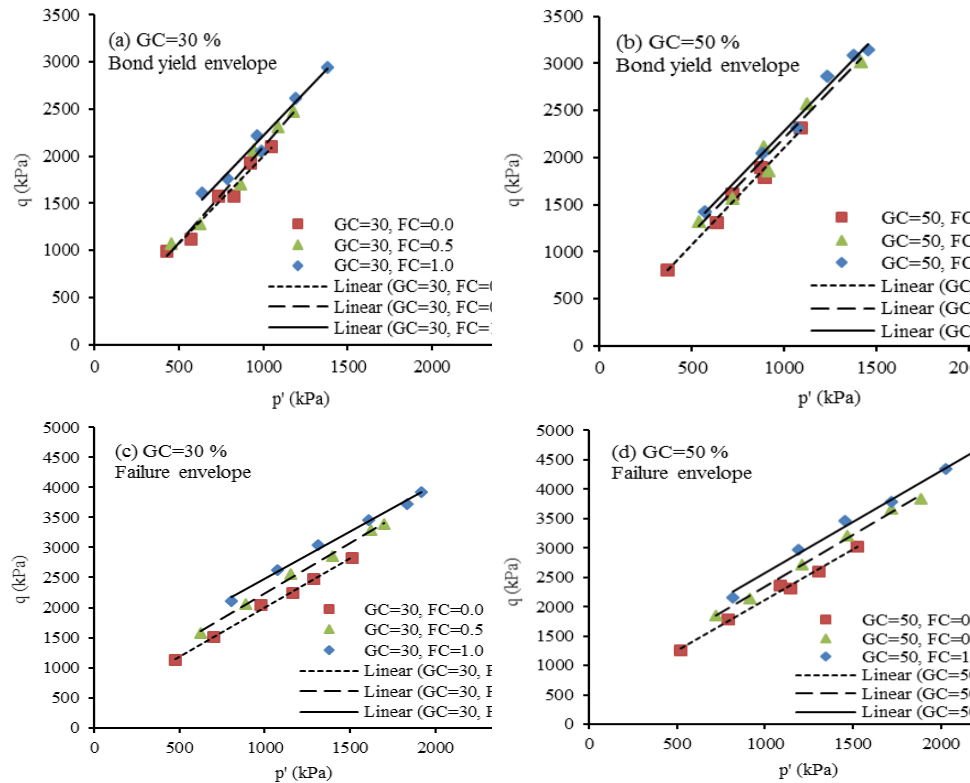 (a) GC=30 %
Bond yield envelope
q (kPa)
3500
3000
2500
2000
1500
1000
500
0
GC=30, FC=0.0
GC=30, FC=0.5
GC=30, FC=1.0
Linear (GC=30, FC=
Linear (GC=30, FC=
Linear (GC=30, FC=
0 500 1000 1500 2000
p' (kPa)
(b) GC=50 %
Bond yield envelope
q (kPa)
3500
3000
2500
2000
1500
1000
500
0
GC=50, FC
GC=50, FC
GC=50, FC
Linear (GC
Linear (GC
Linear (GC
0 500 1000 1500 200
p' (kPa)
(c) GC=30 %
Failure envelope
q (kPa)
5000
4500
4000
3500
3000
2500
2000
1500
1000
500
0
GC=30, FC=0.0
GC=30, FC=0.5
GC=30, FC=1.0
Linear (GC=30, F
Linear (GC=30, F
Linear (GC=30, F
0 500 1000 1500 2000
p' (kPa)
(d) GC=50 %
Failure envelope
q (kPa)
5000
4500
4000
3500
3000
2500
2000
1500
1000
500
0
GC=50, FC=0
GC=50, FC=0
GC=50, FC=1
Linear (GC=50
Linear (GC=50
Linear (GC=50
0 500 1000 1500 2000
p' (kPa)